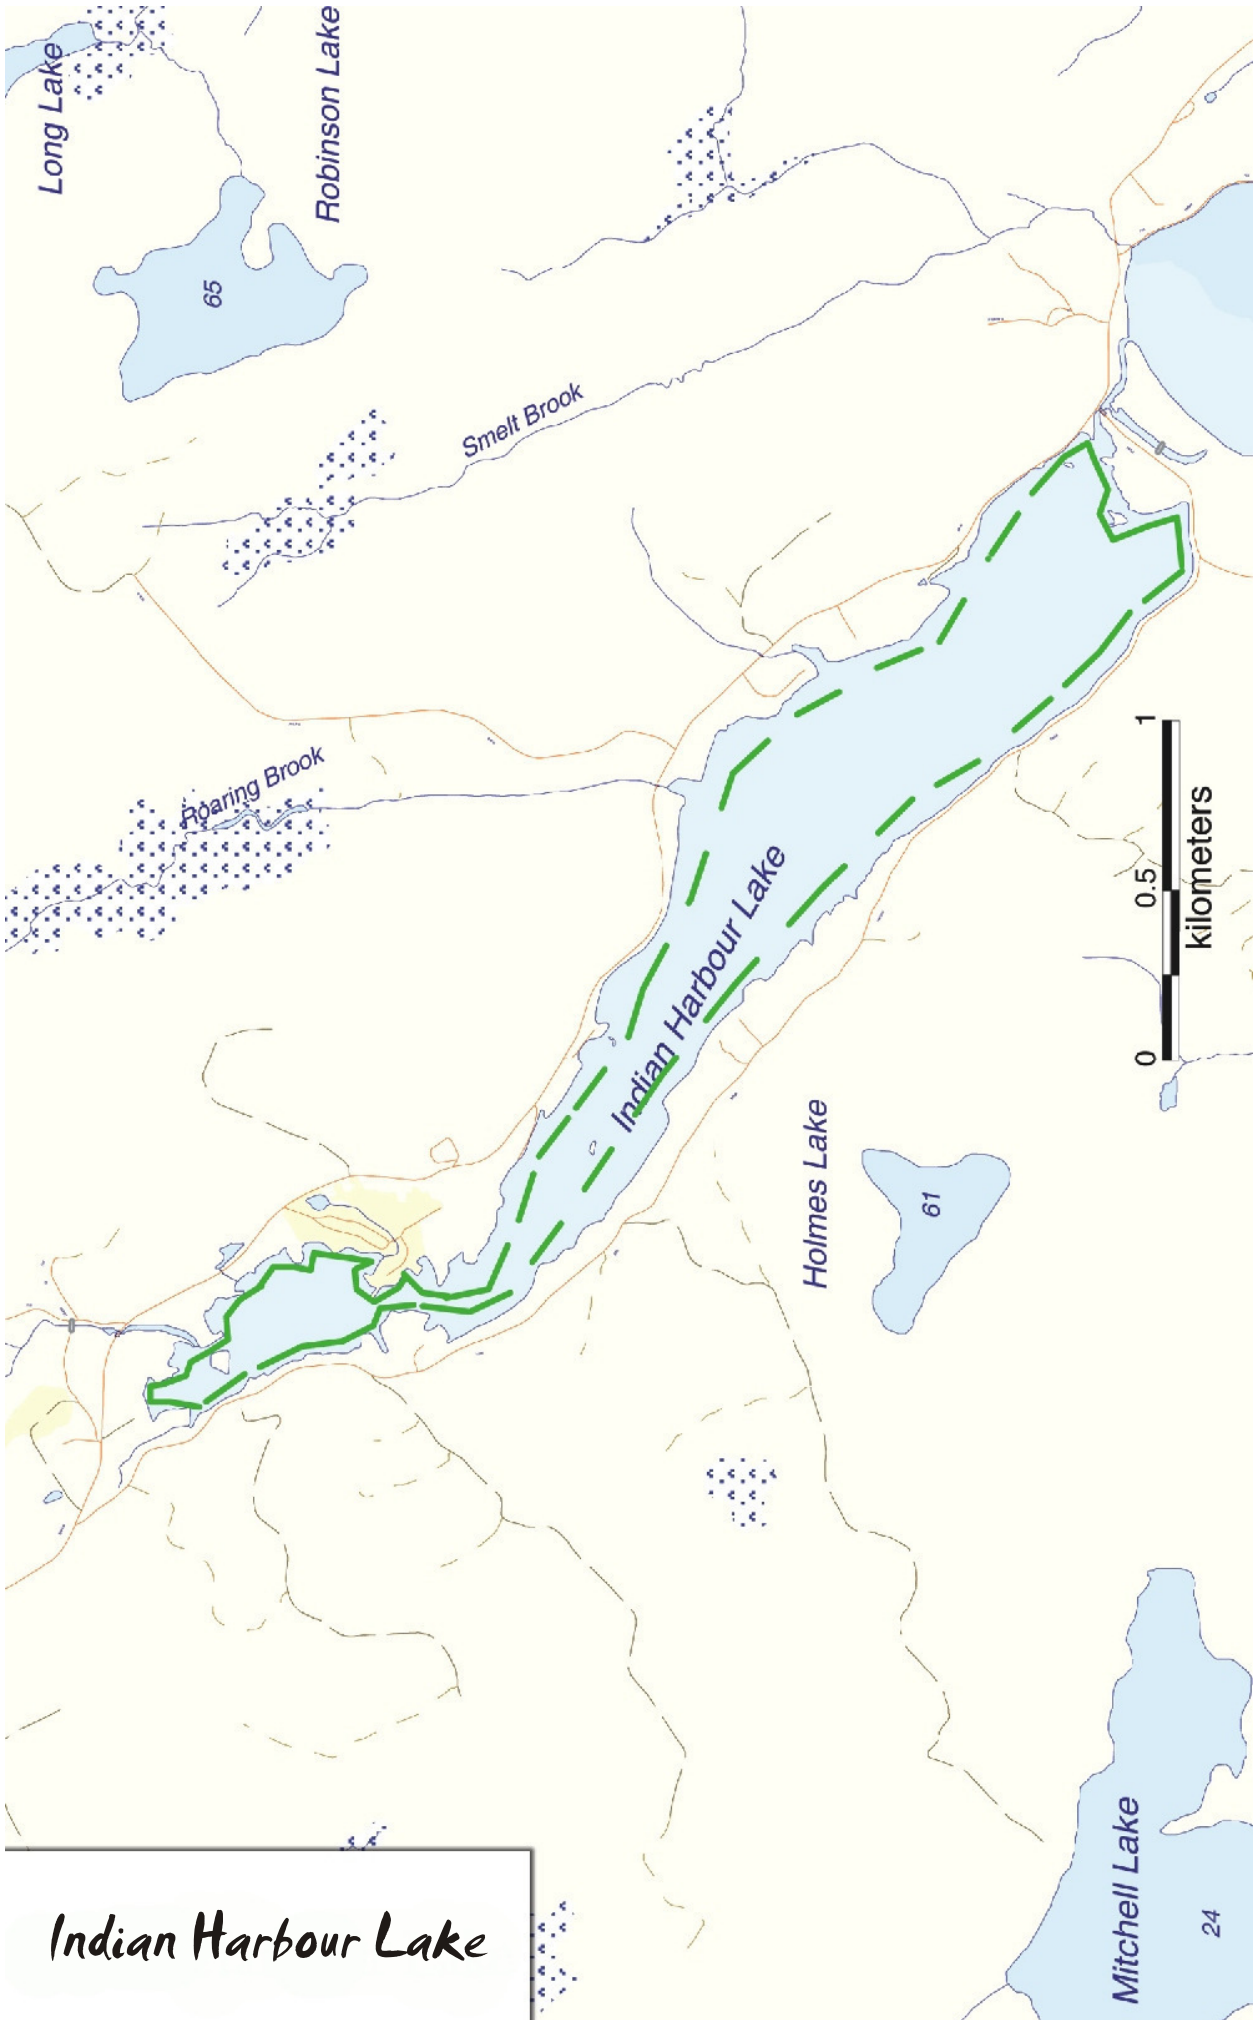 Long Lake
Robinson Lake
65
Smelt Brook
Roaring Brook
Indian Harbour Lake
0 0.5 1
kilometers
Holmes Lake
61
Mitchell Lake
24
Indian Harbour Lake